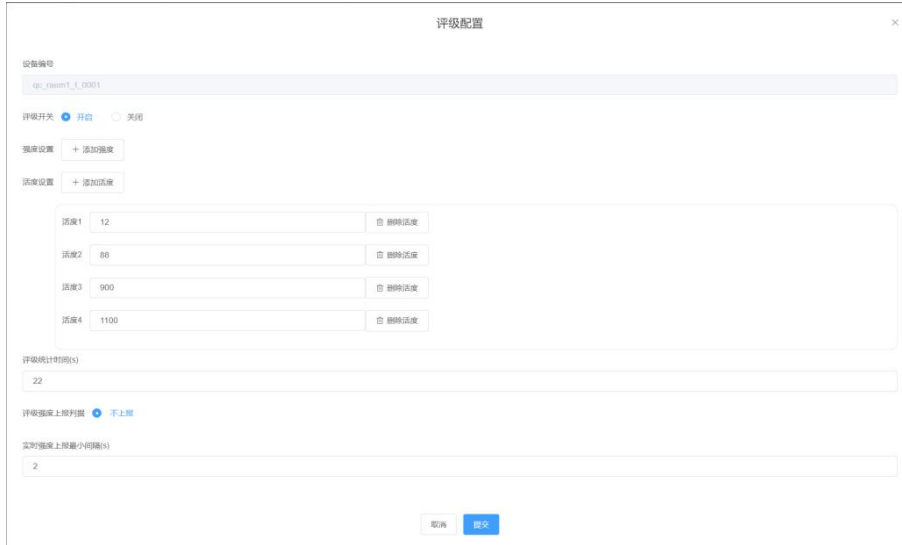 评级配置
×
设备编号
qc_rasm1_l_0001
评级开关 开启 关闭
强度设置 + 添加强度
活度设置 + 添加活度
活度1 12 删除活度
活度2 88 删除活度
活度3 900 删除活度
活度4 1100 删除活度
评级统计时间(s)
22
评级强度上报判据 不上报
实时强度上报最小间隔(s)
2
取消 提交